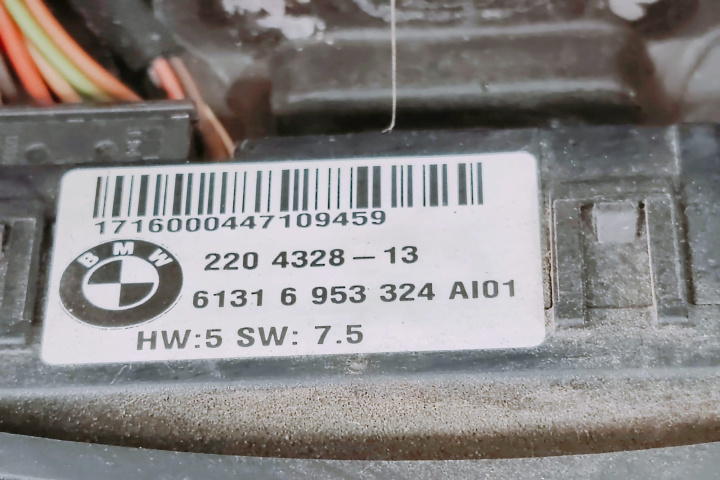 1716000447109459
BMW
220 4328-13
6131 6 953 324 AI01
HW:5 SW: 7.5